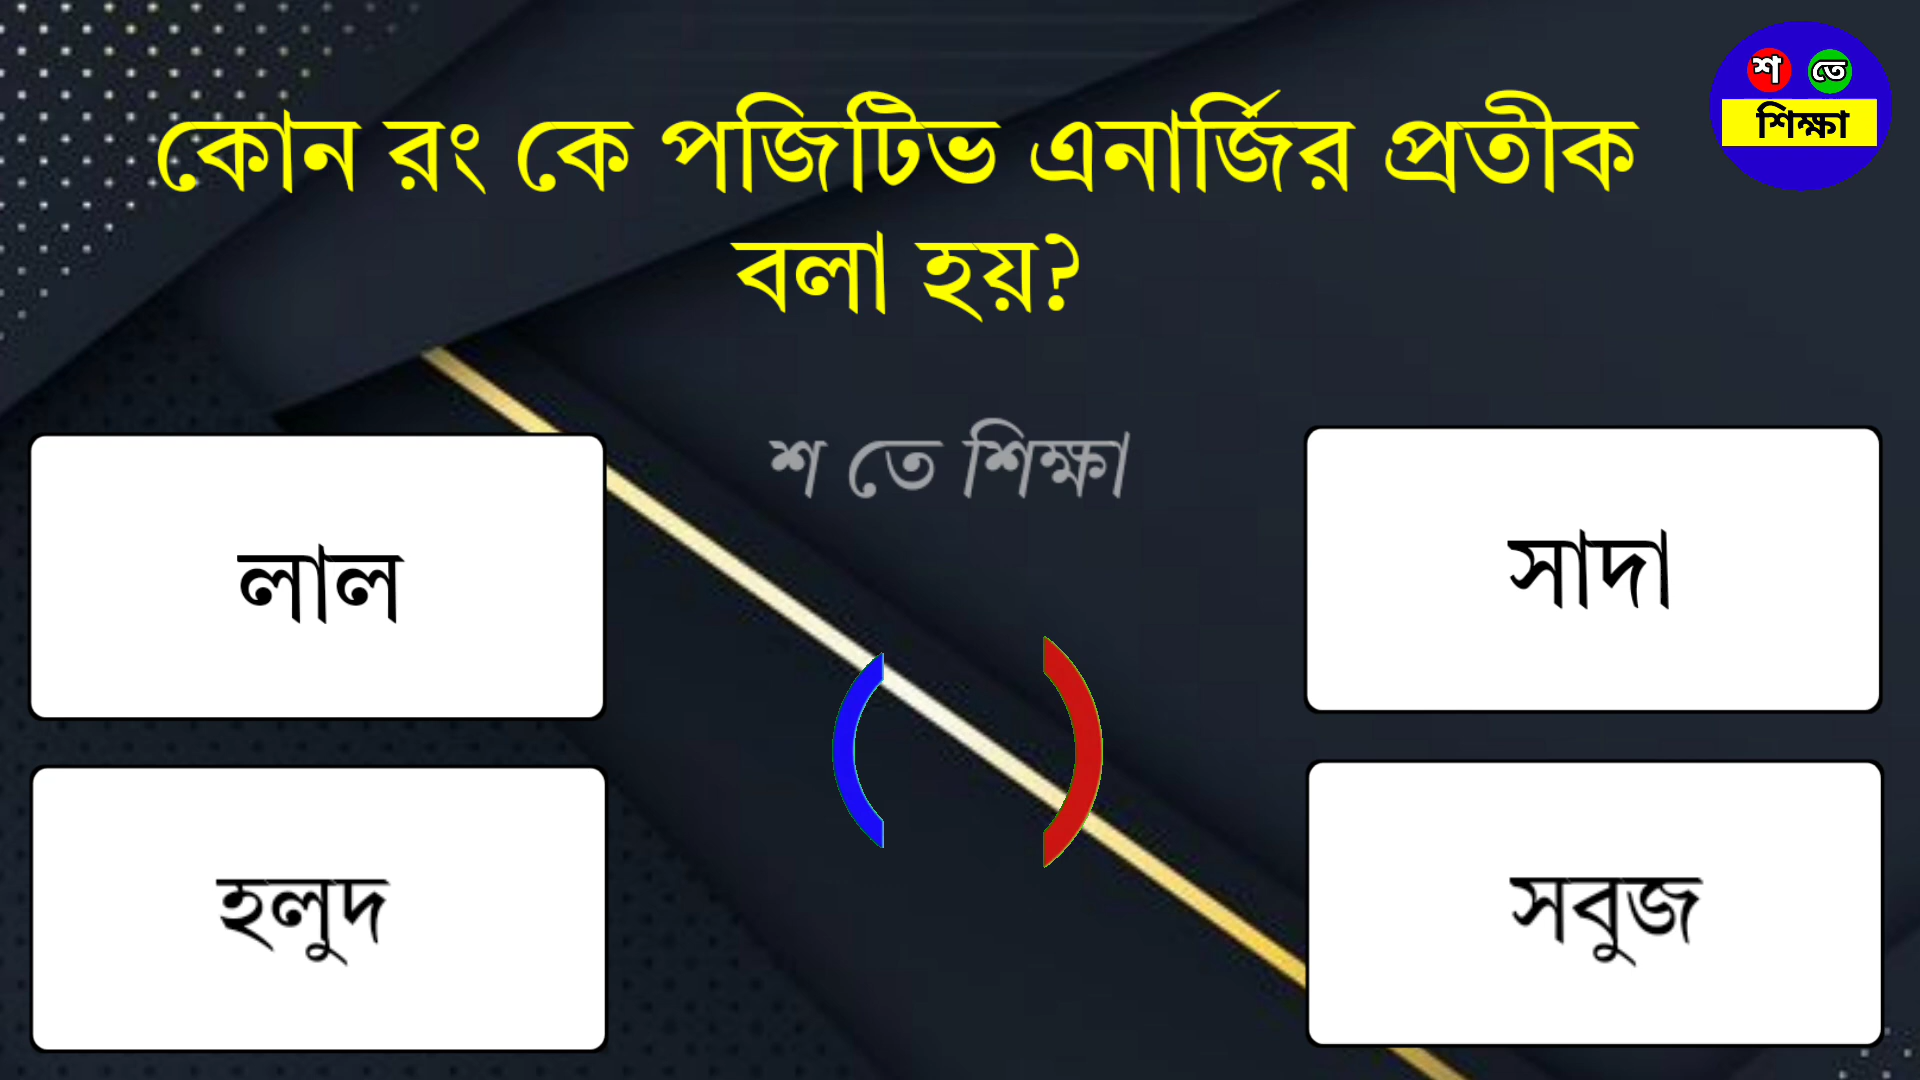 শ তে
শিক্ষা
কোন রং কে পজিটিভ এনার্জির প্রতীক
বলা হয়?
শ তে শিক্ষা
লাল
সাদা
হলুদ
সবুজ